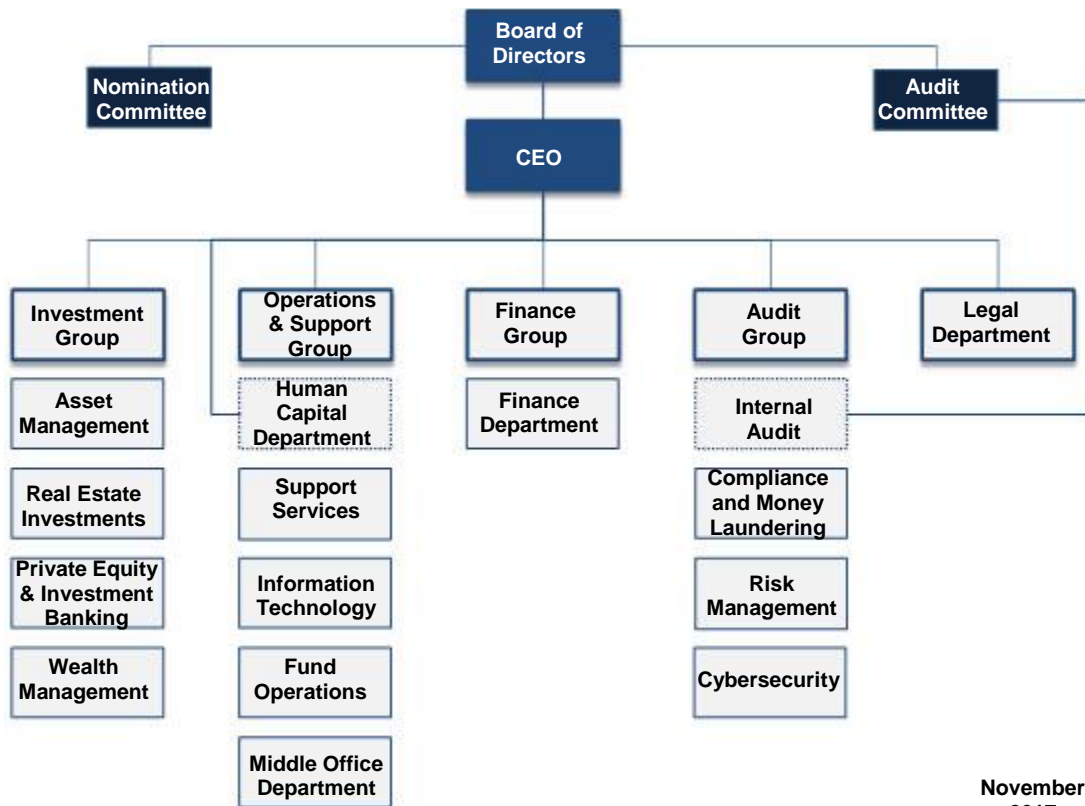 Board of
Directors
Nomination
Committee
Audit
Committee
CEO
Investment
Group
Operations
& Support
Group
Finance
Group
Audit
Group
Legal
Department
Asset
Management
Human
Capital
Department
Finance
Department
Internal
Audit
Real Estate
Investments
Support
Services
Compliance
and Money
Laundering
Private Equity
& Investment
Banking
Information
Technology
Risk
Management
Wealth
Management
Fund
Operations
Cybersecurity
Middle Office
Department
November